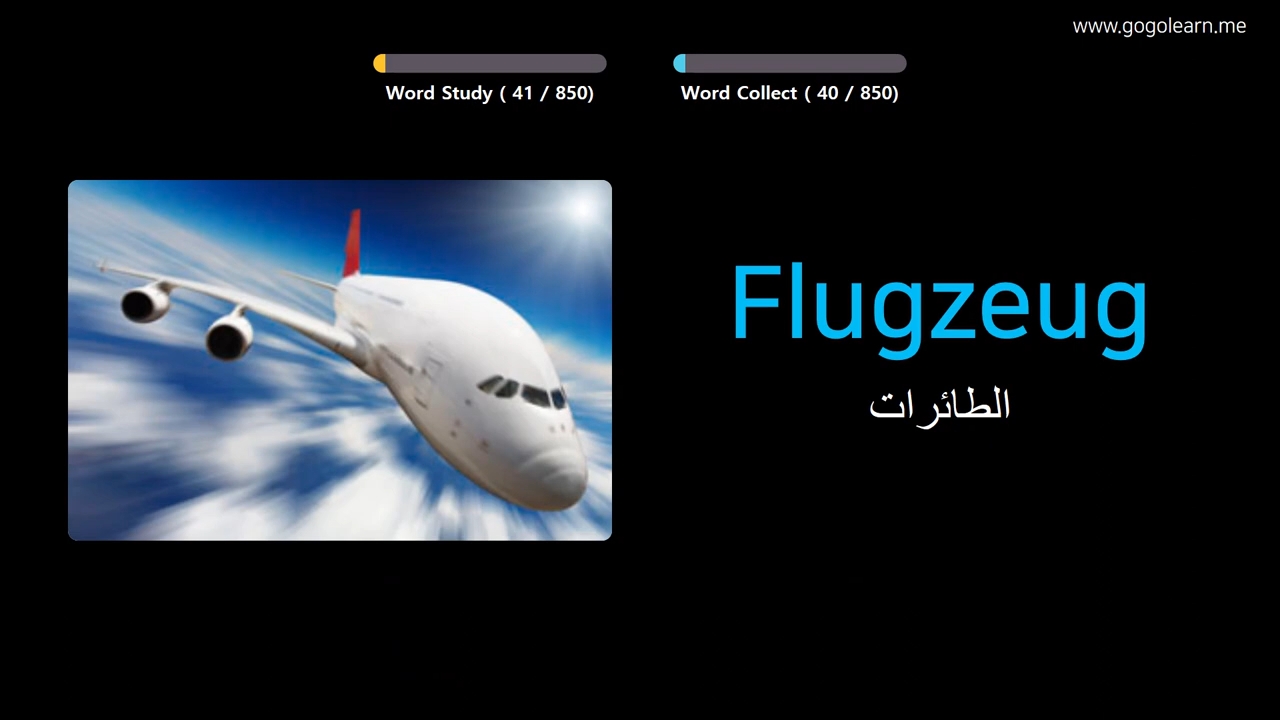 www.gogolearn.me
Word Study ( 41 / 850)
Word Collect ( 40 / 850)
Flugzeug
الطائرات